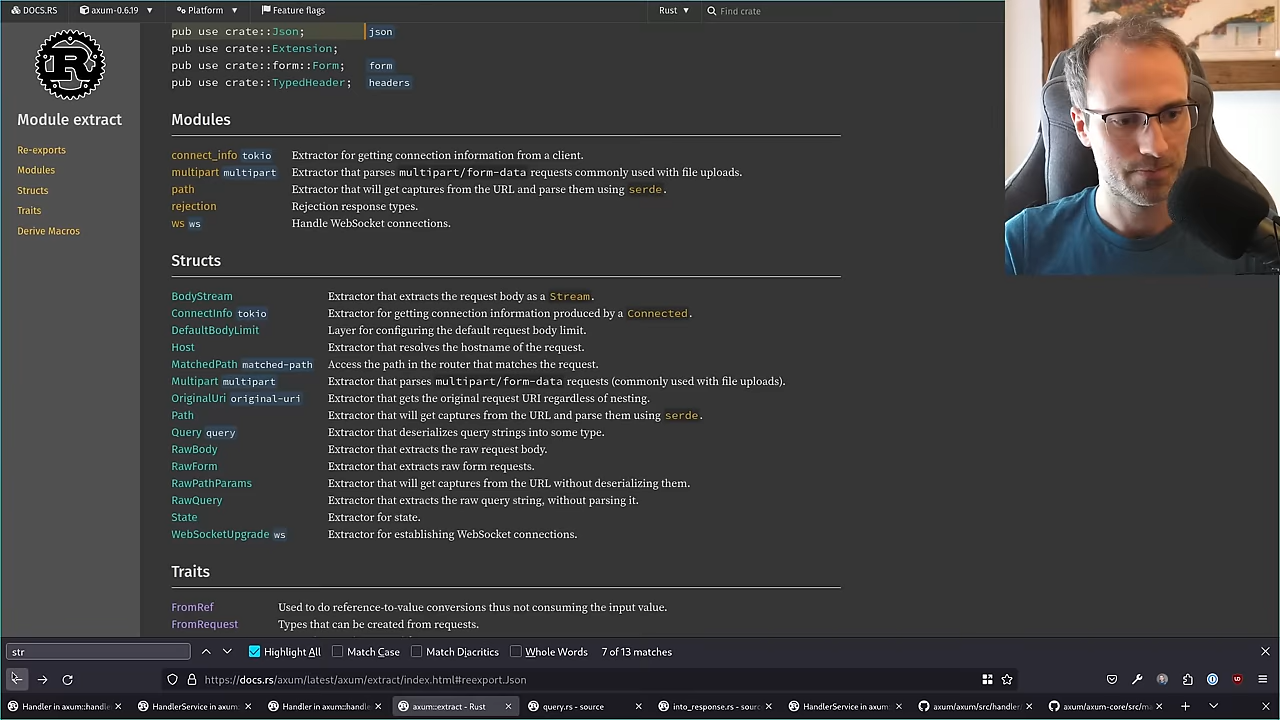 DOCS.RS axum-0.6.19 Platform Feature flags Rust Find crate
pub use crate::Json; json
pub use crate::Extension;
pub use crate::form::Form; form
pub use crate::TypedHeader; headers
Module extract
Re-exports
Modules
Structs
Traits
Derive Macros
Modules
connect_info tokio Extractor for getting connection information from a client.
multipart multipart Extractor that parses multipart/form-data requests commonly used with file uploads.
path Extractor that will get captures from the URL and parse them using serde.
rejection Rejection response types.
ws ws Handle WebSocket connections.
Structs
BodyStream Extractor that extracts the request body as a Stream.
ConnectInfo tokio Extractor for getting connection information produced by a Connected.
DefaultBodyLimit Layer for configuring the default request body limit.
Host Extractor that resolves the hostname of the request.
MatchedPath matched-path Access the path in the router that matches the request.
Multipart multipart Extractor that parses multipart/form-data requests (commonly used with file uploads).
OriginalUri original-uri Extractor that gets the original request URI regardless of nesting.
Path Extractor that will get captures from the URL and parse them using serde.
Query query Extractor that deserializes query strings into some type.
RawBody Extractor that extracts the raw request body.
RawForm Extractor that extracts raw form requests.
RawPathParams Extractor that will get captures from the URL without deserializing them.
RawQuery Extractor that extracts the raw query string, without parsing it.
State Extractor for state.
WebSocketUpgrade ws Extractor for establishing WebSocket connections.
Traits
FromRef Used to do reference-to-value conversions thus not consuming the input value.
FromRequest Types that can be created from requests.
str Highlight All Match Case Match Diacritics Whole Words 7 of 13 matches
https://docs.rs/axum/latest/axum/extract/index.html#reexport.Json
Handler in axum::handle HandlerService in axum: Handler in axum::handle axum::extract - Rust query.rs - source into_response.rs - sourc HandlerService in axum: axum/axum/src/handler/ axum/axum-core/src/ma